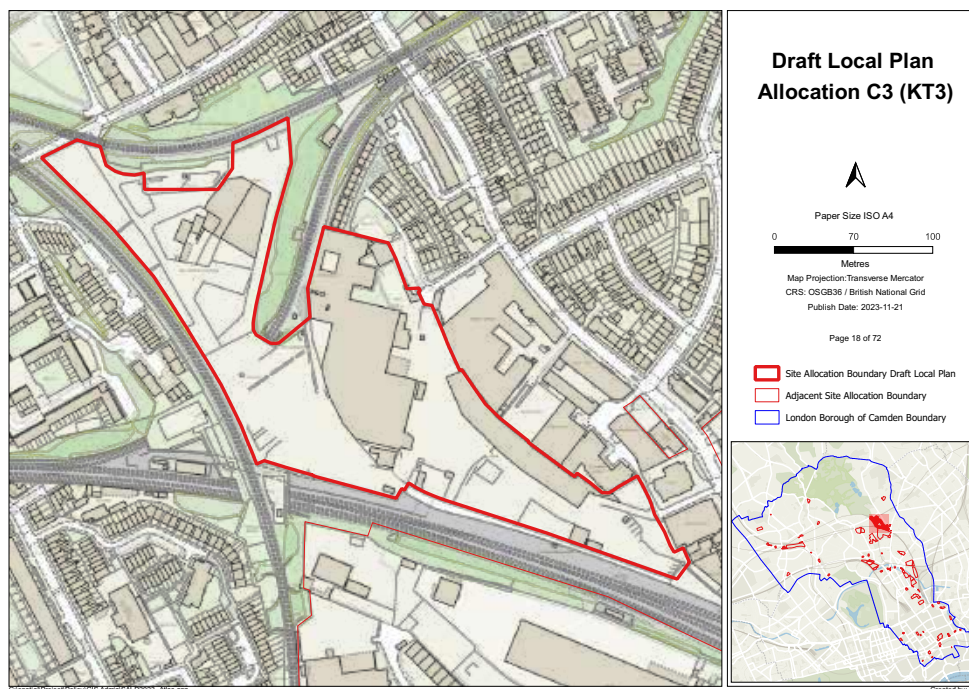 Draft Local Plan
Allocation C3 (KT3)
Paper Size ISO A4
0 70 100
Metres
Map Projection:Transverse Mercator
CRS: OSGB36 / British National Grid
Publish Date: 2023-11-21
Page 18 of 72
Site Allocation Boundary Draft Local Plan
Adjacent Site Allocation Boundary
London Borough of Camden Boundary